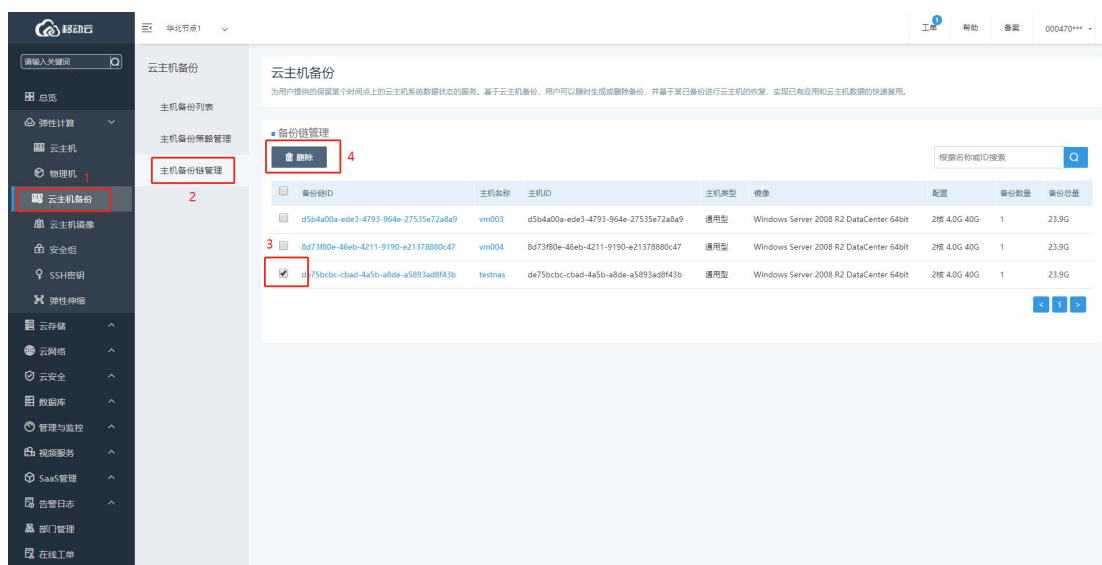 移动云
华北节点1
工单
1
帮助
备案
000470***
请输入关键词
总览
弹性计算
云主机
物理机
1
云主机备份
云主机镜像
安全组
SSH密钥
弹性伸缩
云存储
云网络
云安全
数据库
管理与监控
视频服务
SaaS管理
告警日志
部门管理
在线工单
云主机备份
主机备份列表
主机备份策略管理
主机备份链管理
2
云主机备份
为用户提供的保留某个时间点上的云主机系统数据状态的服务。基于云主机备份，用户可以随时生成或删除备份，并基于某已备份进行云主机的恢复，实现已有应用和云主机数据的快速复用。
备份链管理
删除
4
根据名称或ID搜索
备份链ID 主机名称 主机ID 主机类型 镜像 配置 备份数量 备份总量
d5b4a00a-ede3-4793-964e-27535e72a8a9 vm003 d5b4a00a-ede3-4793-964e-27535e72a8a9 通用型 Windows Server 2008 R2 DataCenter 64bit 2核 4.0G 40G 1 23.9G
3
8d73f80e-46eb-4211-9190-e21378880c47 vm004 8d73f80e-46eb-4211-9190-e21378880c47 通用型 Windows Server 2008 R2 DataCenter 64bit 2核 4.0G 40G 1 23.9G
de75bcbc-cbad-4a5b-a8de-a5893ad8f43b testnas de75bcbc-cbad-4a5b-a8de-a5893ad8f43b 通用型 Windows Server 2008 R2 DataCenter 64bit 2核 4.0G 40G 1 23.9G
< 1 >